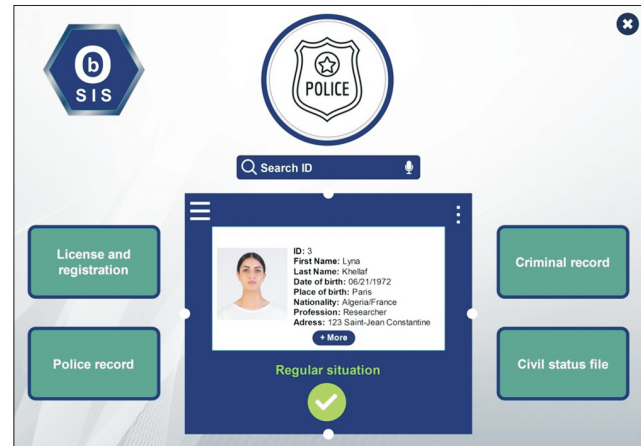 b
SIS
POLICE
Search ID
License and
registration
Police record
ID: 3
First Name: Lyna
Last Name: Khellaf
Date of birth: 06/21/1972
Place of birth: Paris
Nationality: Algeria/France
Profession: Researcher
Adress: 123 Saint-Jean Constantine
+ More
Regular situation
Criminal record
Civil status file